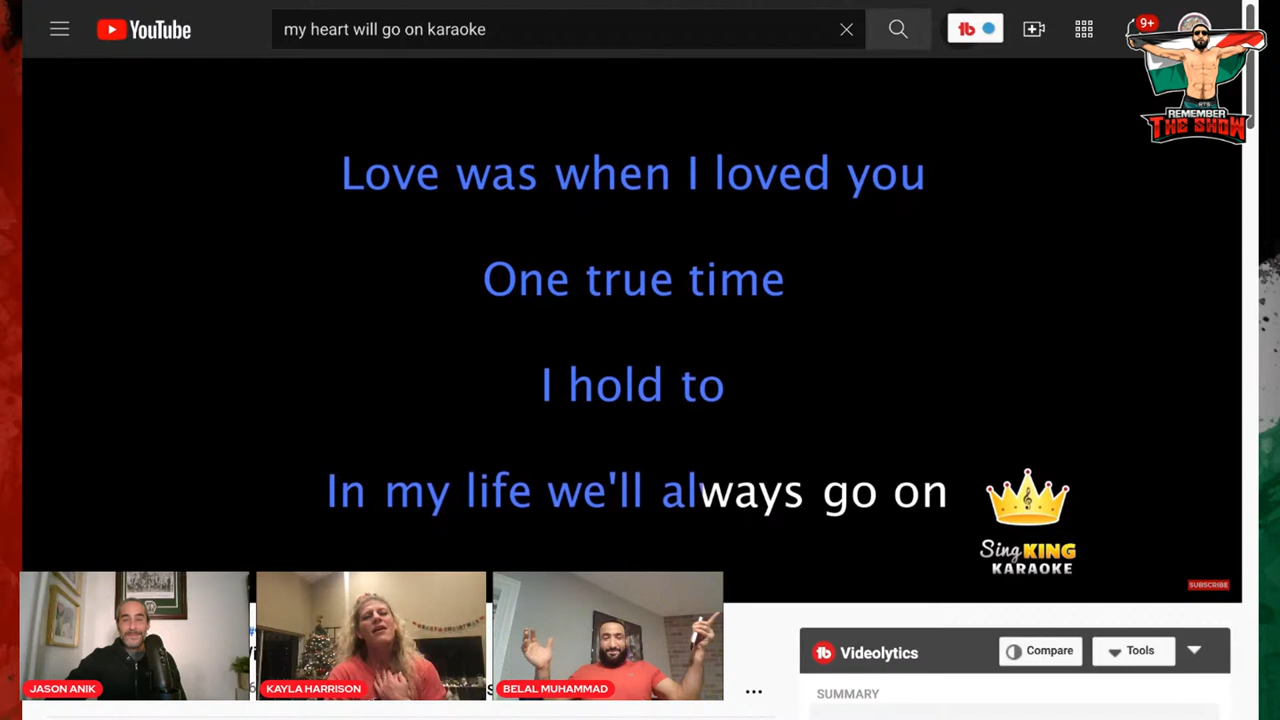 YouTube
my heart will go on karaoke
9+
RTS
REMEMBER
THE SHOW
Love was when I loved you
One true time
I hold to
In my life we'll always go on
Sing KING
KARAOKE
SUBSCRIBE
JASON ANIK
KAYLA HARRISON
BELAL MUHAMMAD
tb
Videolytics
Compare
Tools
SUMMARY